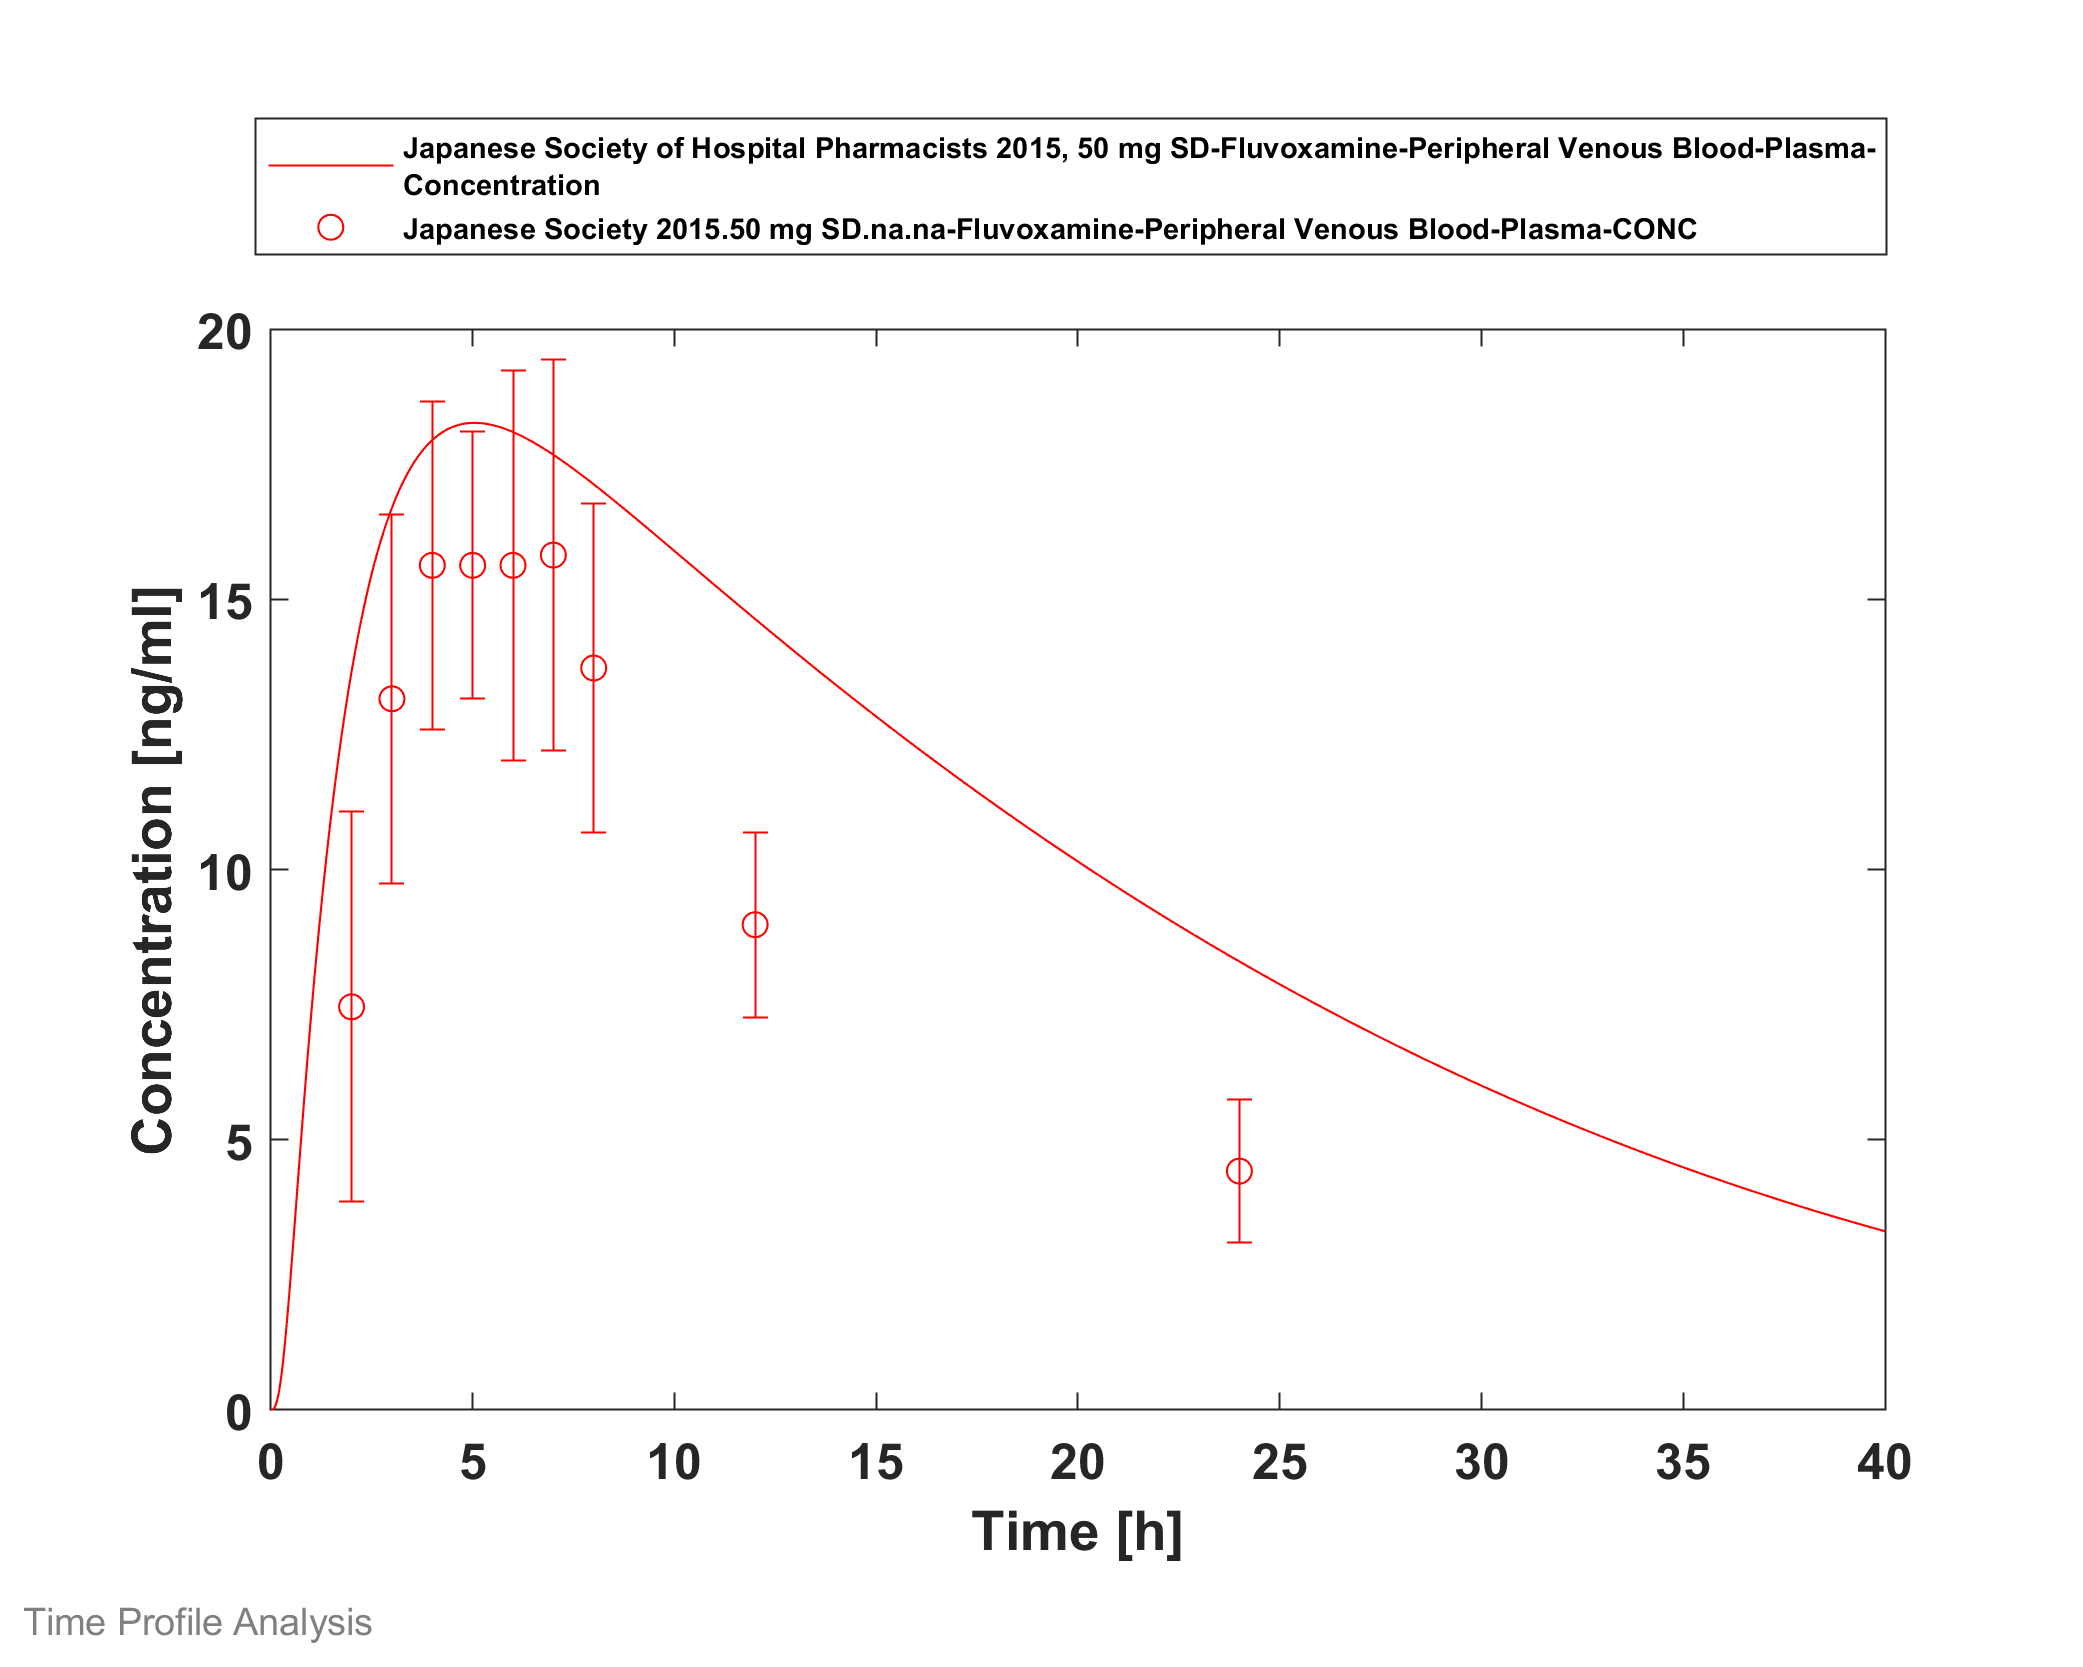 Japanese Society of Hospital Pharmacists 2015, 50 mg SD-Fluvoxamine-Peripheral Venous Blood-Plasma-
Concentration
Japanese Society 2015.50 mg SD.na.na-Fluvoxamine-Peripheral Venous Blood-Plasma-CONC
20
15
10
5
0
Concentration [ng/ml]
0 5 10 15 20 25 30 35 40
Time [h]
Time Profile Analysis